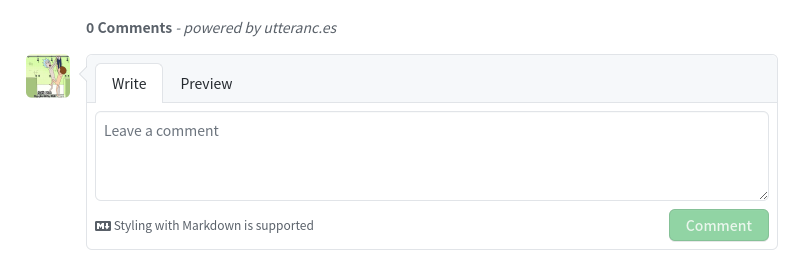 0 Comments - powered by utteranc.es
Write Preview
Leave a comment
Styling with Markdown is supported
Comment